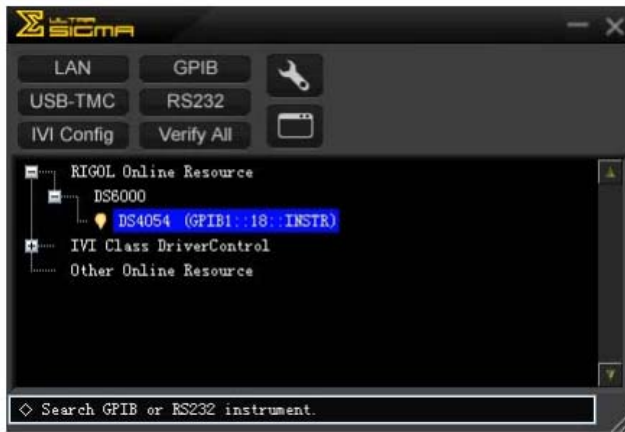 ULTRA
SIGMA
LAN
GPIB
USB-TMC
RS232
IVI Config
Verify All
RIGOL Online Resource
DS6000
DS4054 (GPIB1::18::INSTR)
IVI Class DriverControl
Other Online Resource
◇ Search GPIB or RS232 instrument.